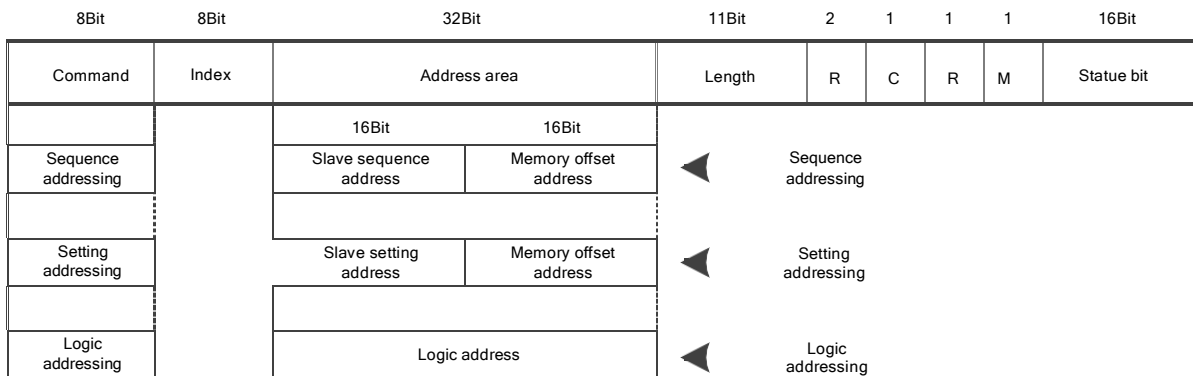 8Bit 8Bit 32Bit 11Bit 2 1 1 1 16Bit
Command Index Address area Length R C R M Statue bit
16Bit 16Bit
Sequence Slave sequence Memory offset Sequence
addressing address address addressing
Setting Slave setting Memory offset Setting
addressing address address addressing
Logic Logic address Logic
addressing addressing